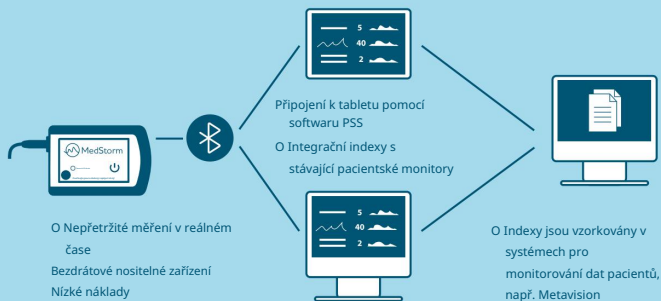 MedStorm
O Nepřetržité měření v reálném
čase
Bezdrátové nositelné zařízení
Nízké náklady
5
40
2
Připojení k tabletu pomocí
softwaru PSS
O Integrační indexy s
stávající pacientské monitory
5
40
2
O Indexy jsou vzorkovány v
systémech pro
monitorování dat pacientů,
např. Metavision